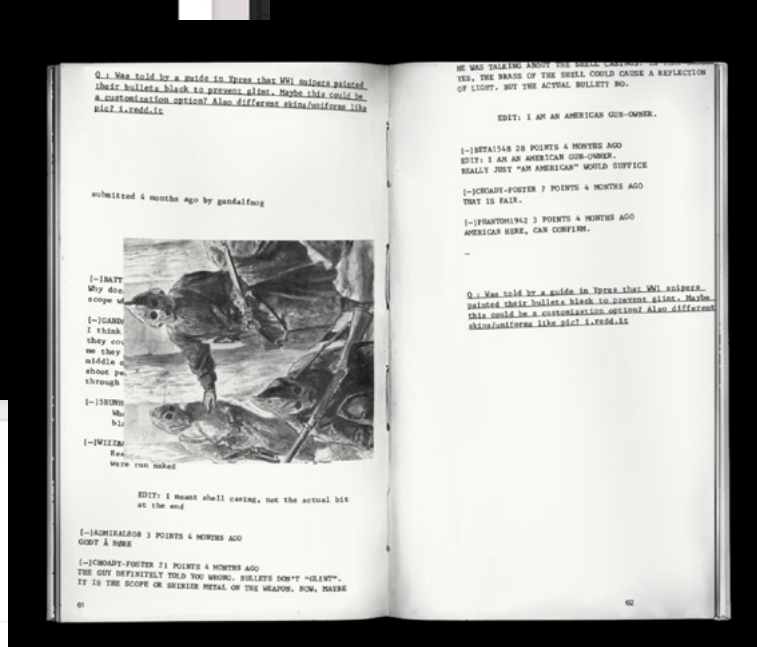 Q : Was told by a guide in Ypres that WW1 snipers painted
their bullets black to prevent glint. Maybe this could be
a customization option? Also different skins/uniforms like
pic? i.redd.it
submitted 4 months ago by gandalfnog
[-]BATT
Why doe
scope w
[-]GAND
I think
they co
me they
middle o
shoot pe
through
[-]SRUN
Wh
bl
[-]WIZZ
Re
were run naked
EDIT: I meant shell casing, not the actual bit
at the end
[-]ADMIRALBOB 3 POINTS 4 MONTHS AGO
GODT Å HØRE
[-]CHOADY-FOSTER 21 POINTS 4 MONTHS AGO
THE GUY DEFINITELY TOLD YOU WRONG. BULLETS DON'T "GLINT".
IT IS THE SCOPE OR SHINIER METAL ON THE WEAPON. NOW, MAYBE
61
HE WAS TALKING ABOUT THE SHELL CASINGS. IN
YES, THE BRASS OF THE SHELL COULD CAUSE A REFLECTION
OF LIGHT. BUT THE ACTUAL BULLET? NO.
EDIT: I AM AN AMERICAN GUN-OWNER.
[-]BETA1548 28 POINTS 4 MONTHS AGO
EDIT: I AM AN AMERICAN GUN-OWNER.
REALLY JUST "AM AMERICAN" WOULD SUFFICE
[-]CHOADY-FOSTER 7 POINTS 4 MONTHS AGO
THAT IS FAIR.
[-]PHANTOM1942 3 POINTS 4 MONTHS AGO
AMERICAN HERE, CAN CONFIRM.
—
Q : Was told by a guide in Ypres that WW1 snipers
painted their bullets black to prevent glint. Maybe
this could be a customization option? Also different
skins/uniforms like pic? i.redd.it
62